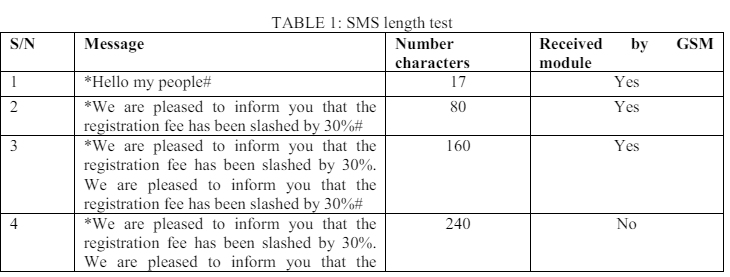 TABLE 1: SMS length test
S/N Message Number characters Received by GSM module
1 *Hello my people# 17 Yes
2 *We are pleased to inform you that the 80 Yes
registration fee has been slashed by 30%#
3 *We are pleased to inform you that the 160 Yes
registration fee has been slashed by 30%.
We are pleased to inform you that the
registration fee has been slashed by 30%#
4 *We are pleased to inform you that the 240 No
registration fee has been slashed by 30%.
We are pleased to inform you that the